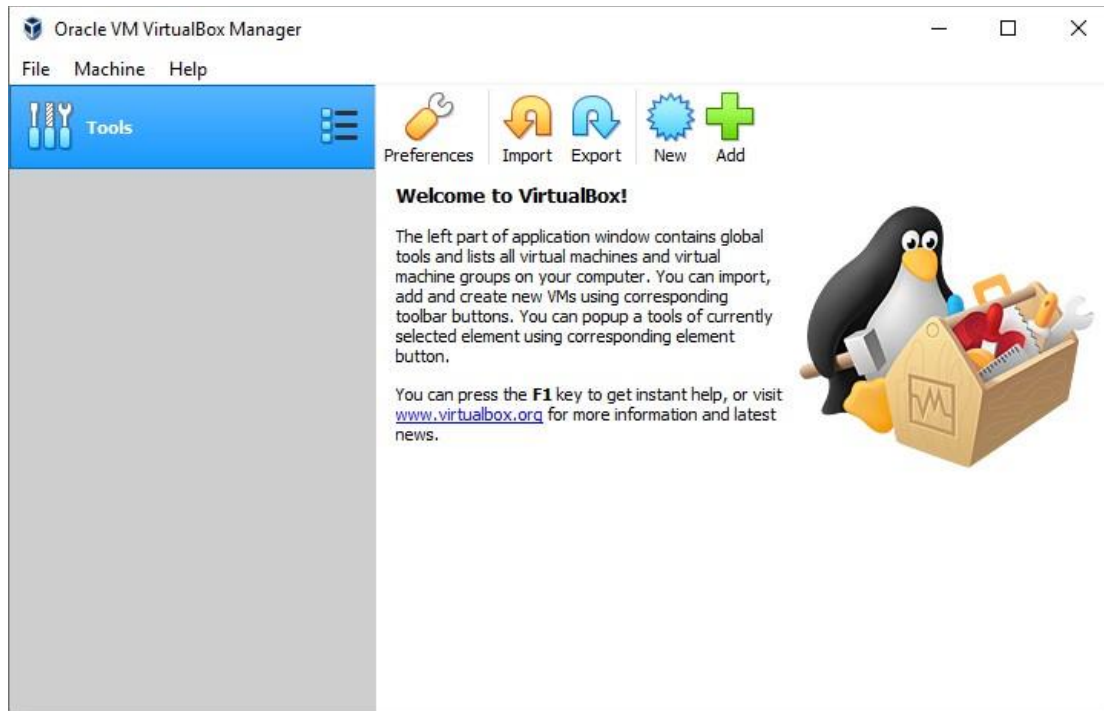 Oracle VM VirtualBox Manager
File Machine Help
Tools
Preferences Import Export New Add
Welcome to VirtualBox!
The left part of application window contains global
tools and lists all virtual machines and virtual
machine groups on your computer. You can import,
add and create new VMs using corresponding
toolbar buttons. You can popup a tools of currently
selected element using corresponding element
button.
You can press the F1 key to get instant help, or visit
www.virtualbox.org for more information and latest
news.